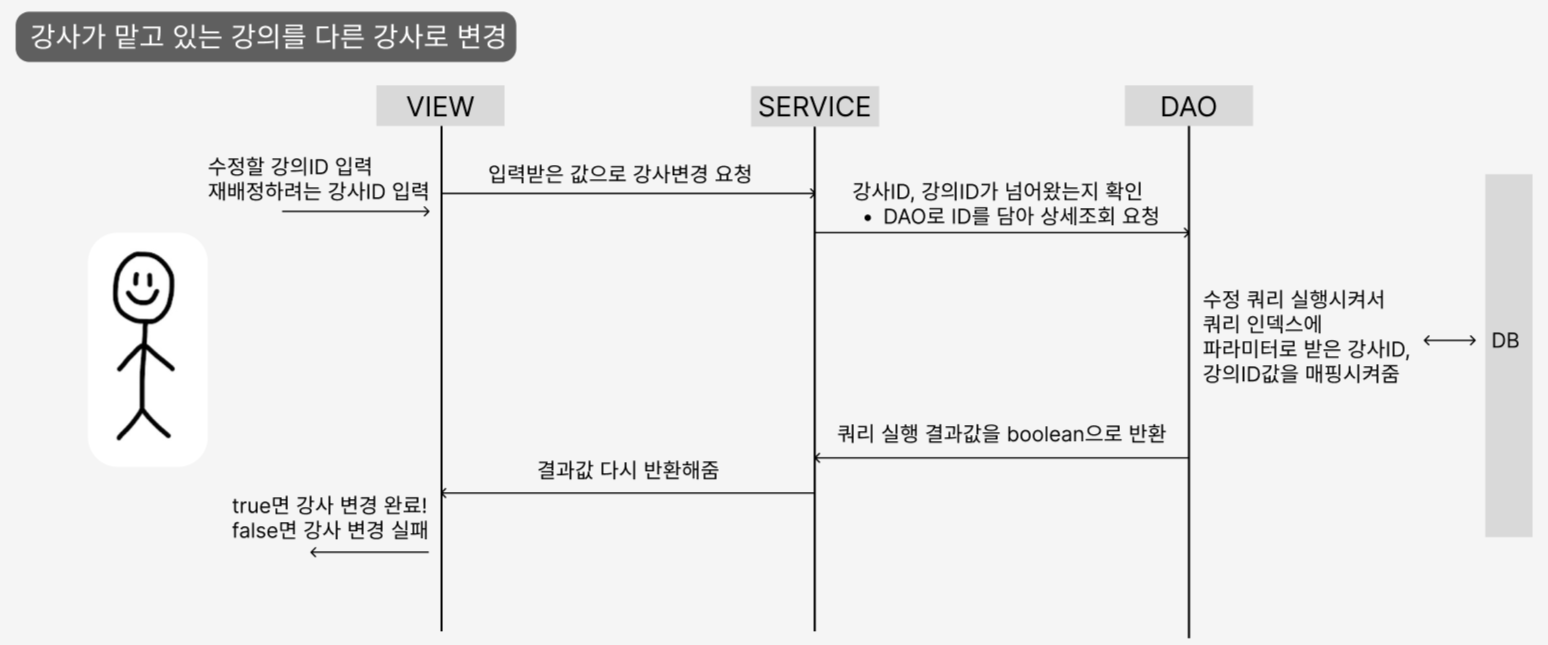 강사가 맡고 있는 강의를 다른 강사로 변경
VIEW
SERVICE
DAO
수정할 강의ID 입력
재배정하려는 강사ID 입력
입력받은 값으로 강사변경 요청
강사ID, 강의ID가 넘어왔는지 확인
• DAO로 ID를 담아 상세조회 요청
수정 쿼리 실행시켜서
쿼리 인덱스에
파라미터로 받은 강사ID,
강의ID값을 매핑시켜줌
DB
쿼리 실행 결과값을 boolean으로 반환
결과값 다시 반환해줌
true면 강사 변경 완료!
false면 강사 변경 실패